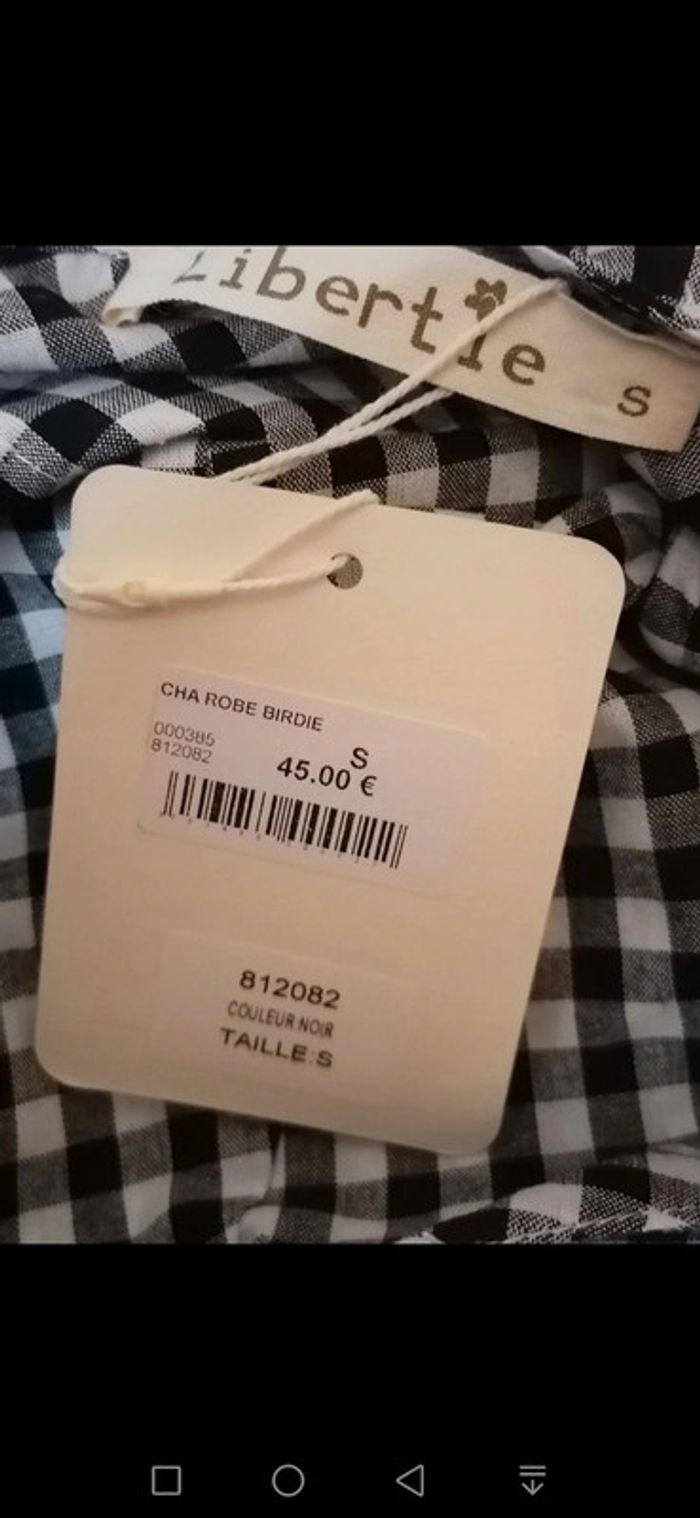 Libertie s
CHA ROBE BIRDIE
000385 S
812082 45.00 €
812082
COULEUR:NOIR
TAILLE:S